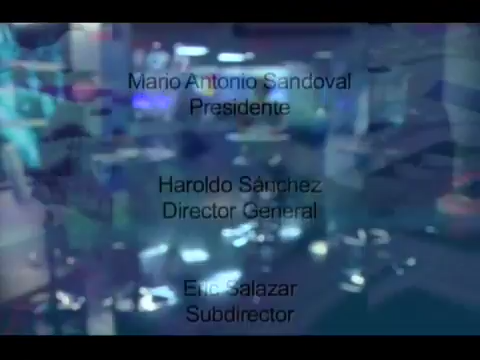 Mario Antonio Sandoval
Presidente
Haroldo Sánchez
Director General
Eric Salazar
Subdirector